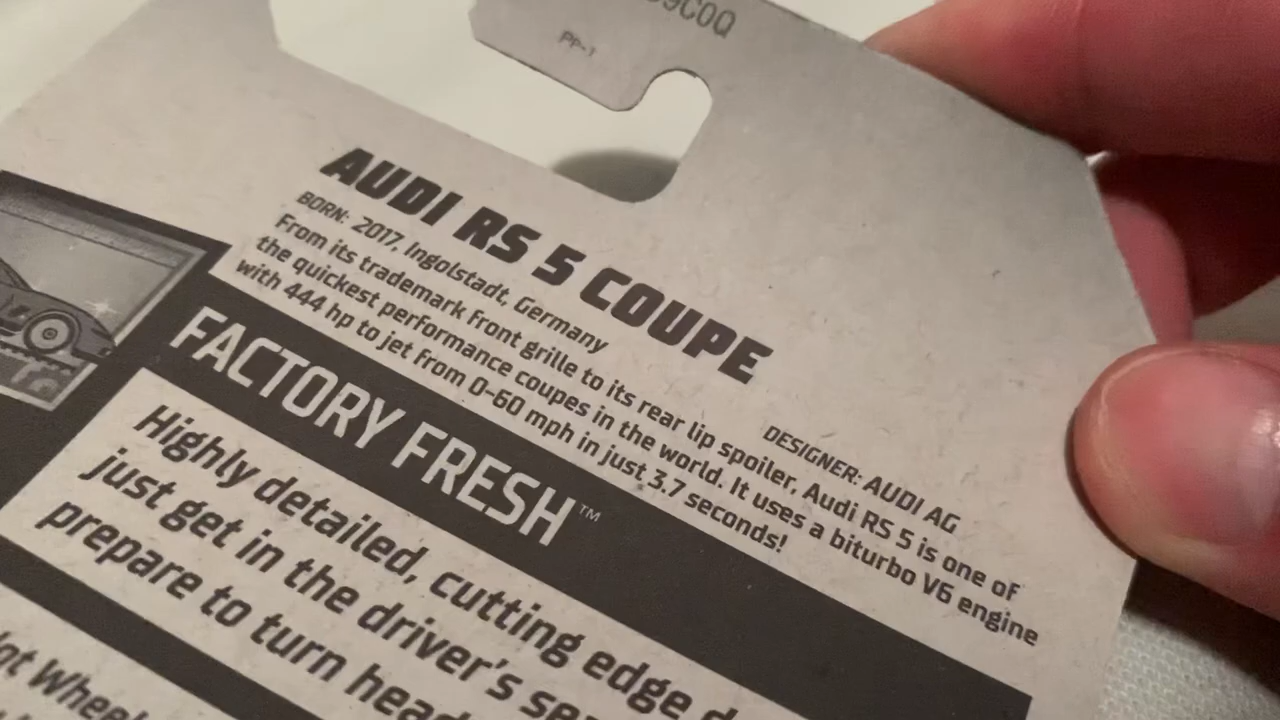 9C0Q
PP-1
AUDI RS 5 COUPE
BORN: 2017, Ingolstadt, Germany
DESIGNER: AUDI AG
From its trademark front grille to its rear lip spoiler, Audi RS 5 is one of
the quickest performance coupes in the world. It uses a biturbo V6 engine
with 444 hp to jet from 0-60 mph in just 3.7 seconds!
FACTORY FRESH™
Highly detailed, cutting edge
just get in the driver's
prepare to turn